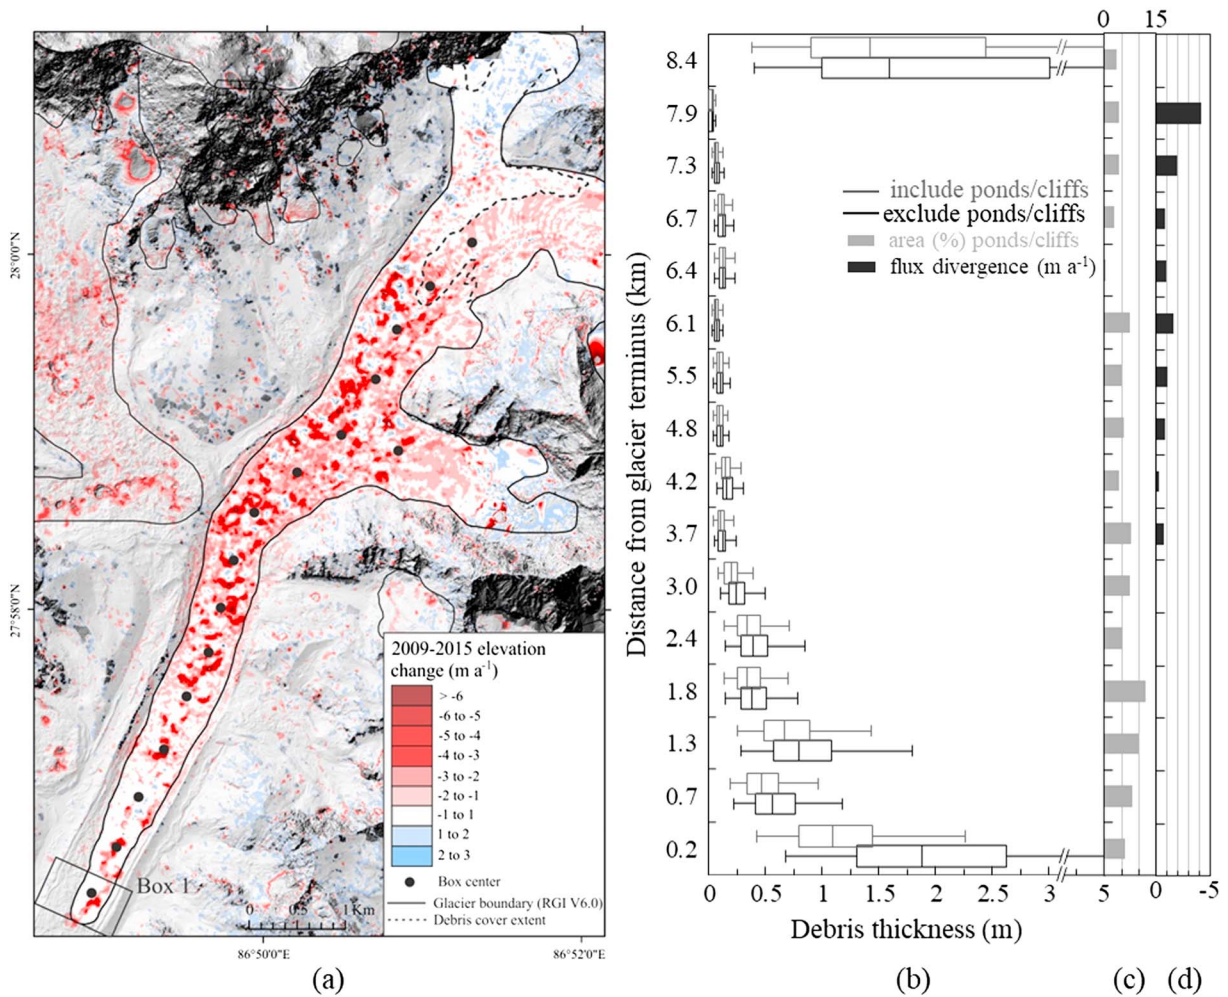 28°0'0"N
27°58'0"N
Box 1
2009-2015 elevation
change (m a⁻¹)
> -6
-6 to -5
-5 to -4
-4 to -3
-3 to -2
-2 to -1
-1 to 1
1 to 2
2 to 3
Box center
Glacier boundary (RGI V6.0)
Debris cover extent
0 0.5 1 Km
86°50'0"E 86°52'0"E
(a)
Distance from glacier terminus (km)
8.4
7.9
7.3
6.7
6.4
6.1
5.5
4.8
4.2
3.7
3.0
2.4
1.8
1.3
0.7
0.2
include ponds/cliffs
exclude ponds/cliffs
area (%) ponds/cliffs
flux divergence (m a⁻¹)
0 0.5 1 1.5 2 2.5 3
Debris thickness (m)
(b)
0 15
5 0 -5
(c) (d)